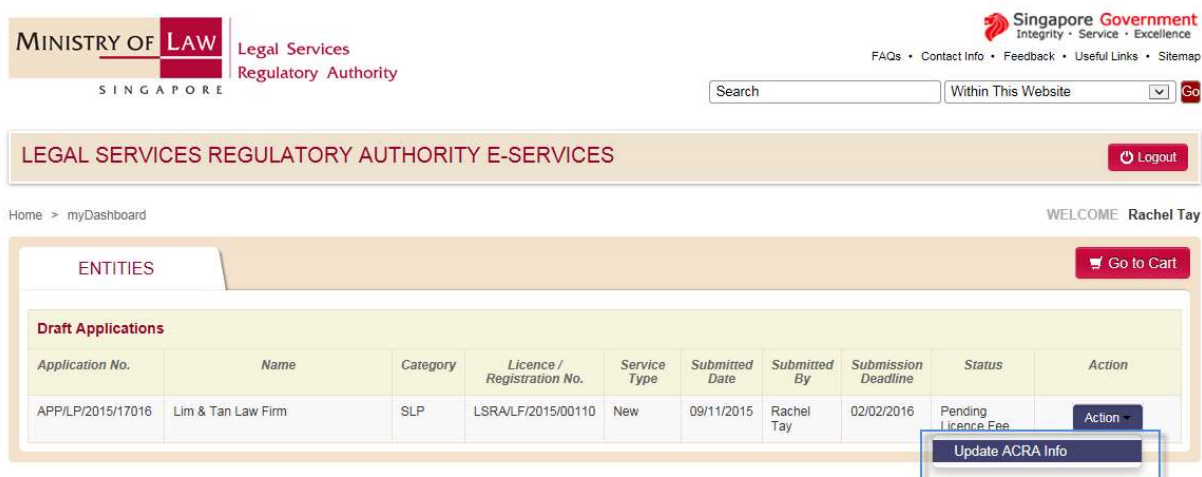 Singapore Government
Integrity · Service · Excellence
MINISTRY OF LAW
SINGAPORE
Legal Services
Regulatory Authority
FAQs • Contact Info • Feedback • Useful Links • Sitemap
Search
Within This Website
Go
LEGAL SERVICES REGULATORY AUTHORITY E-SERVICES
Logout
Home > myDashboard
WELCOME Rachel Tay
ENTITIES
Go to Cart
Draft Applications
Application No. Name Category Licence / Registration No. Service Type Submitted Date Submitted By Submission Deadline Status Action
APP/LP/2015/17016 Lim & Tan Law Firm SLP LSRA/LF/2015/00110 New 09/11/2015 Rachel Tay 02/02/2016 Pending Licence Fee Action
Update ACRA Info